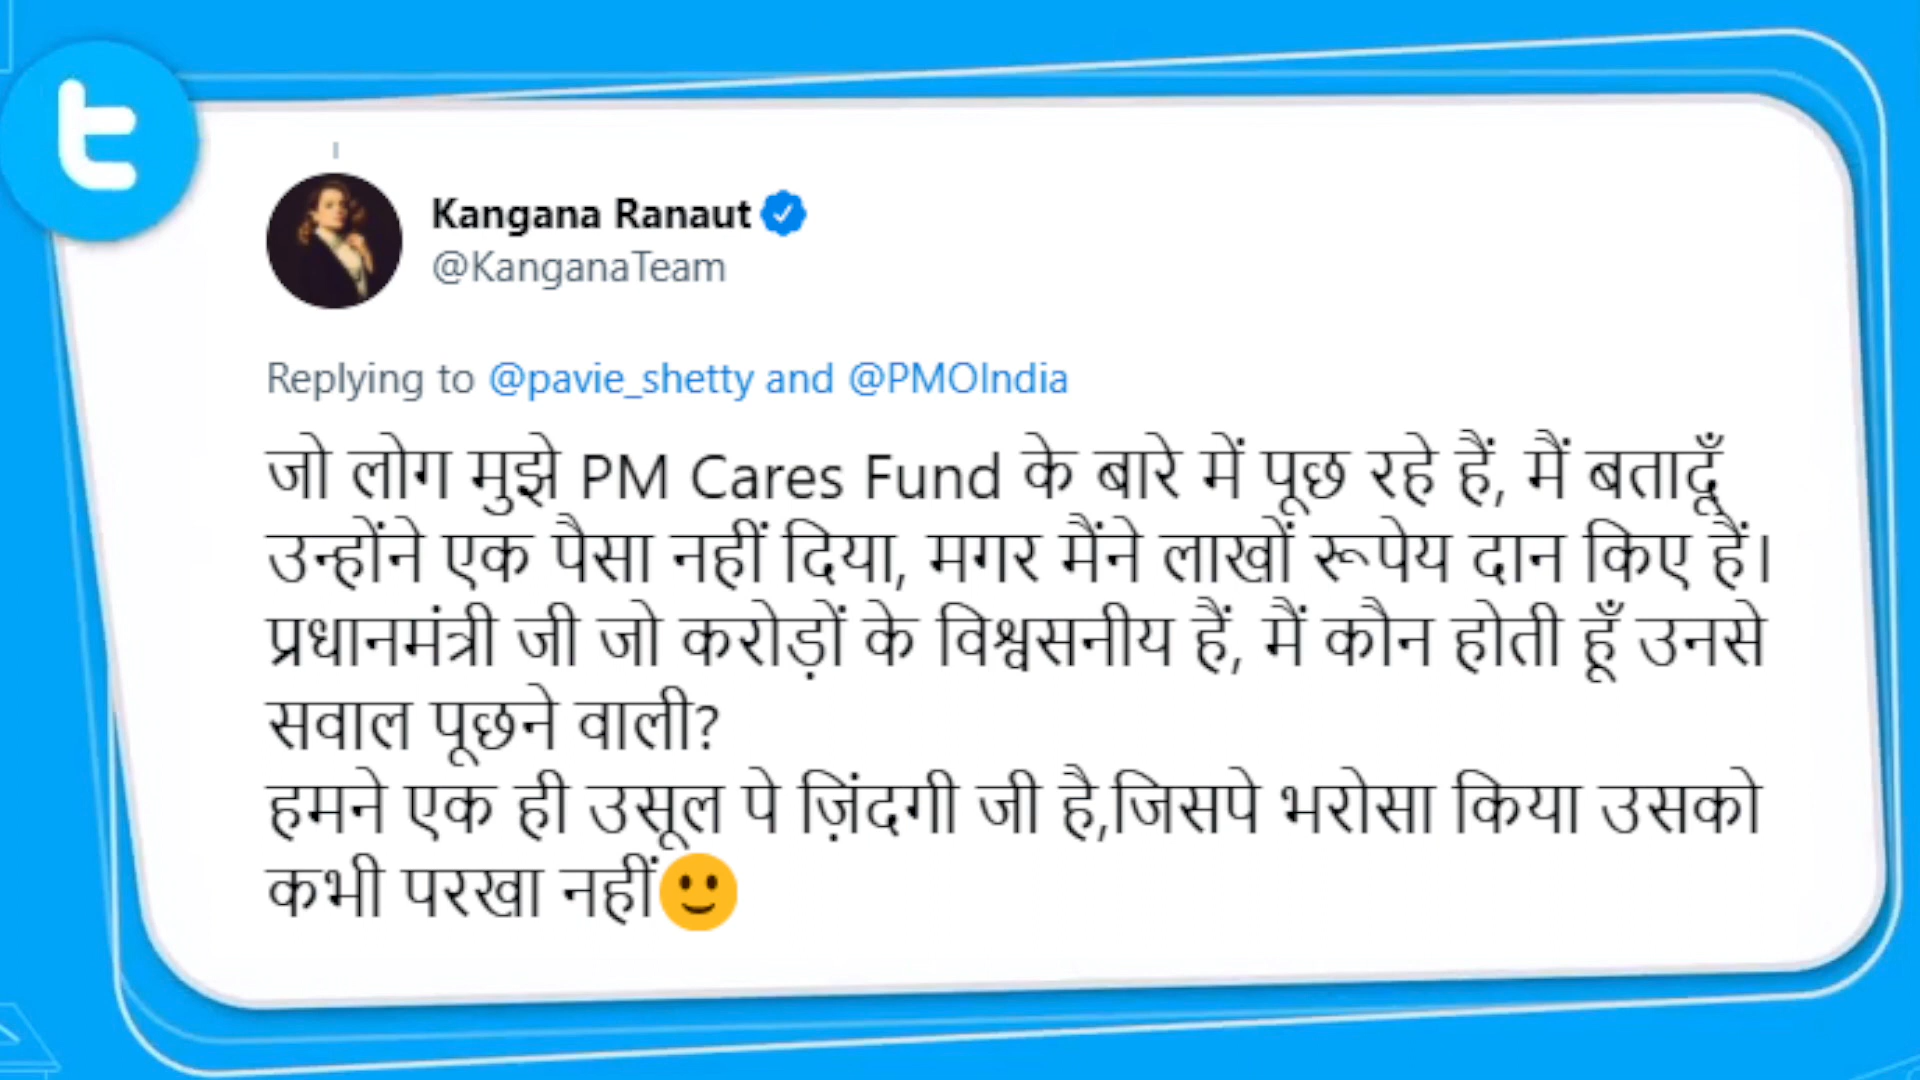 t
Kangana Ranaut
@KanganaTeam
Replying to @pavie_shetty and @PMOIndia
जो लोग मुझे PM Cares Fund के बारे में पूछ रहे हैं, मैं बतादूँ
उन्होंने एक पैसा नहीं दिया, मगर मैंने लाखों रूपेय दान किए हैं।
प्रधानमंत्री जी जो करोड़ों के विश्वसनीय हैं, मैं कौन होती हूँ उनसे
सवाल पूछने वाली?
हमने एक ही उसूल पे ज़िंदगी जी है,जिसपे भरोसा किया उसको
कभी परखा नहीं🙂